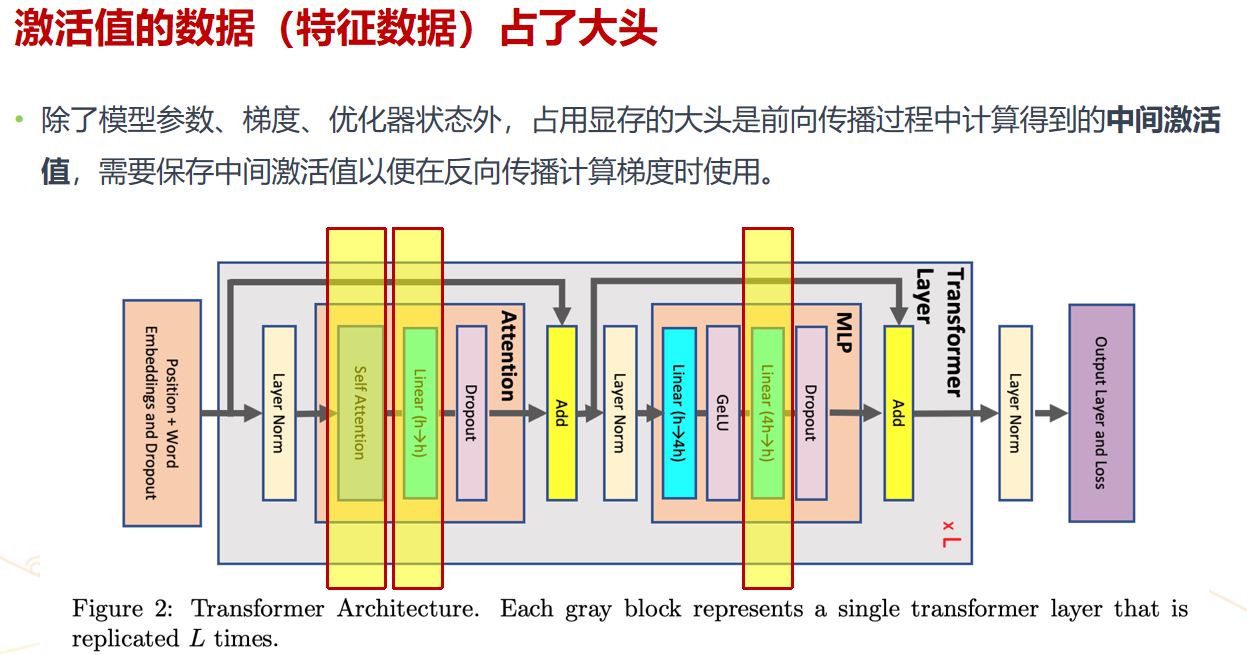 激活值的数据（特征数据）占了大头
• 除了模型参数、梯度、优化器状态外，占用显存的大头是前向传播过程中计算得到的中间激活
值，需要保存中间激活值以便在反向传播计算梯度时使用。
Position + Word
Embeddings and Dropout
Layer Norm
Self Attention
Linear (h→h)
Dropout
Attention
Add
Layer Norm
Linear (h→4h)
GeLU
Linear (4h→h)
Dropout
MLP
Add
Transformer
Layer
x L
Layer Norm
Output Layer and Loss
Figure 2: Transformer Architecture. Each gray block represents a single transformer layer that is
replicated L times.